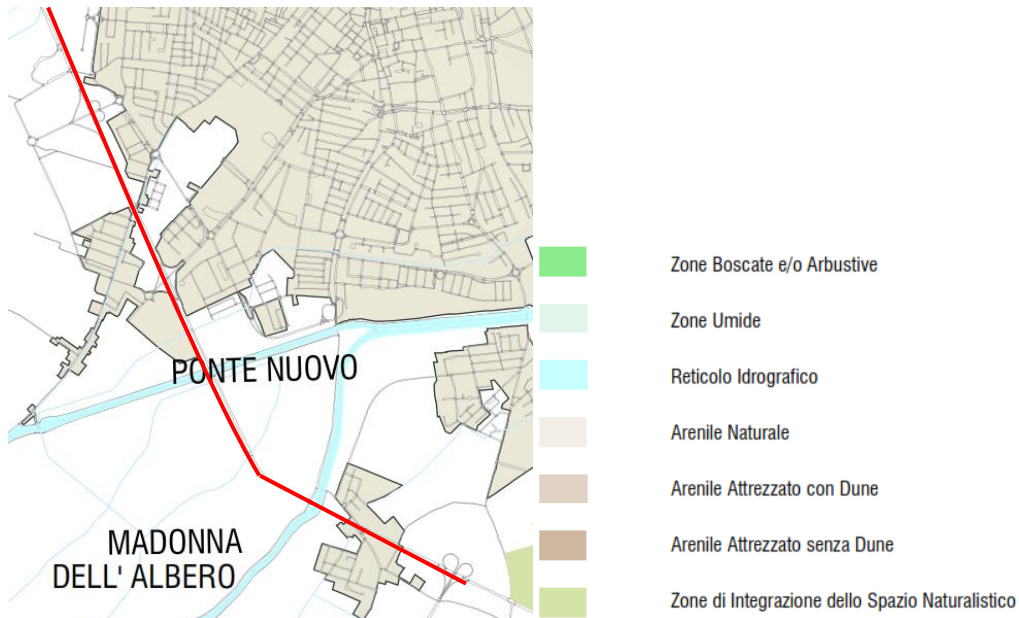 PONTE NUOVO
MADONNA
DELL' ALBERO
Zone Boscate e/o Arbustive
Zone Umide
Reticolo Idrografico
Arenile Naturale
Arenile Attrezzato con Dune
Arenile Attrezzato senza Dune
Zone di Integrazione dello Spazio Naturalistico